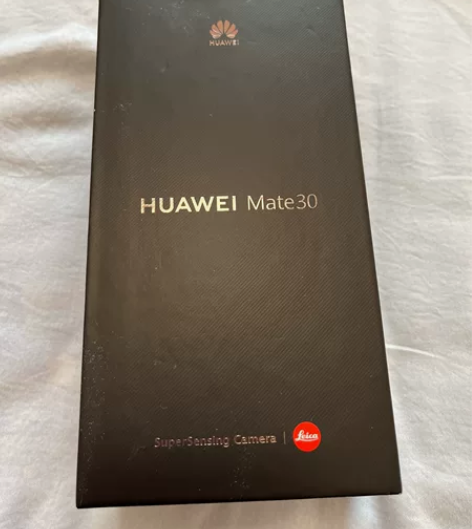 HUAWEI
HUAWEI Mate30
SuperSensing Camera | Leica